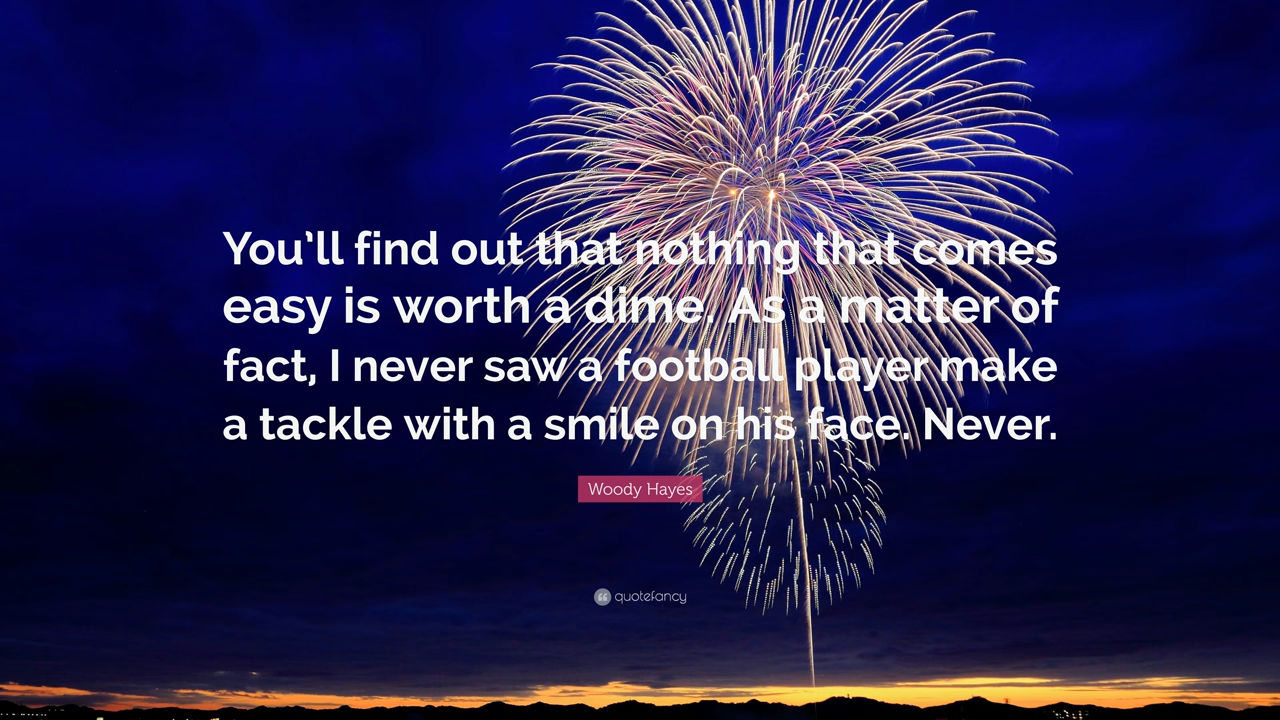 You’ll find out that nothing that comes
easy is worth a dime. As a matter of
fact, I never saw a football player make
a tackle with a smile on his face. Never.
Woody Hayes
quotefancy